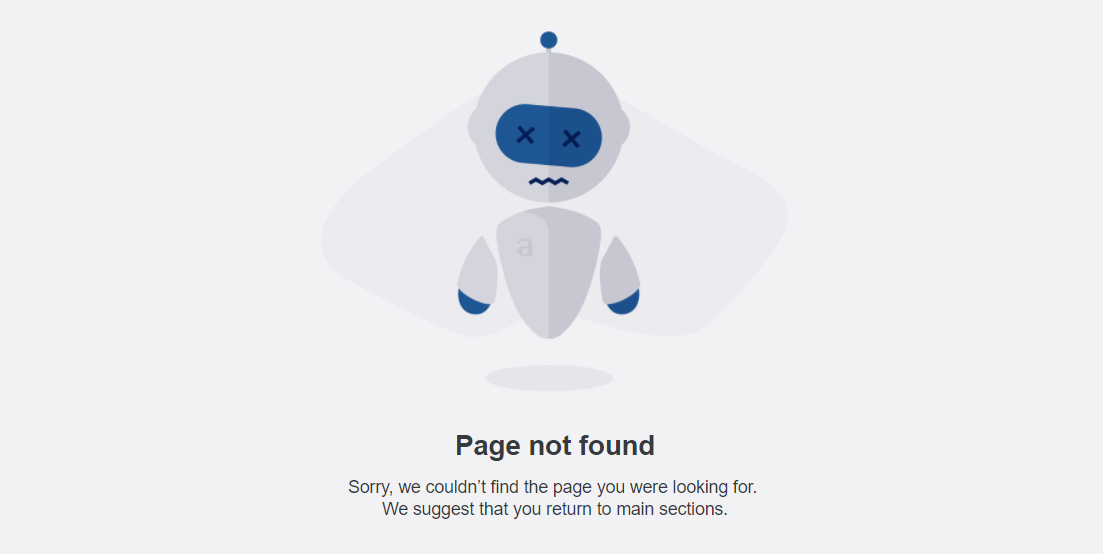 a
Page not found
Sorry, we couldn’t find the page you were looking for.
We suggest that you return to main sections.